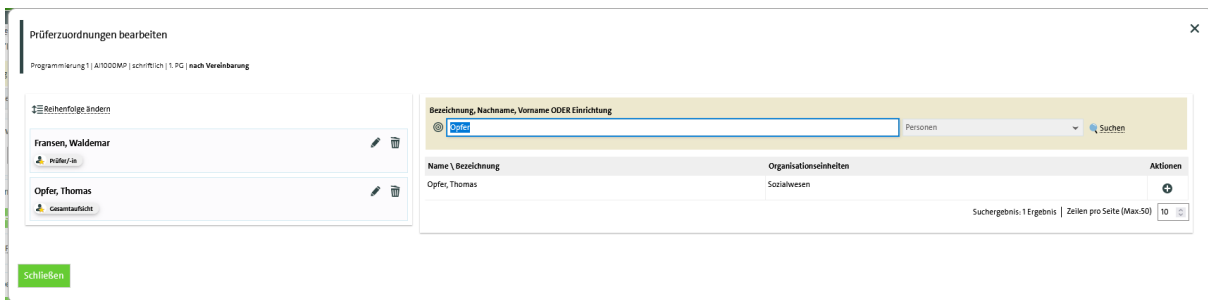 Prüferzuordnungen bearbeiten
Programmierung 1 | AI1000MP | schriftlich | 1. PG | nach Vereinbarung
Reihenfolge ändern
Fransen, Waldemar
Prüfer/-in
Opfer, Thomas
Gesamtaufsicht
Bezeichnung, Nachname, Vorname ODER Einrichtung
Opfer Personen Suchen
Name \ Bezeichnung Organisationseinheiten Aktionen
Opfer, Thomas Sozialwesen
Suchergebnis: 1 Ergebnis | Zeilen pro Seite (Max:50) 10
Schließen